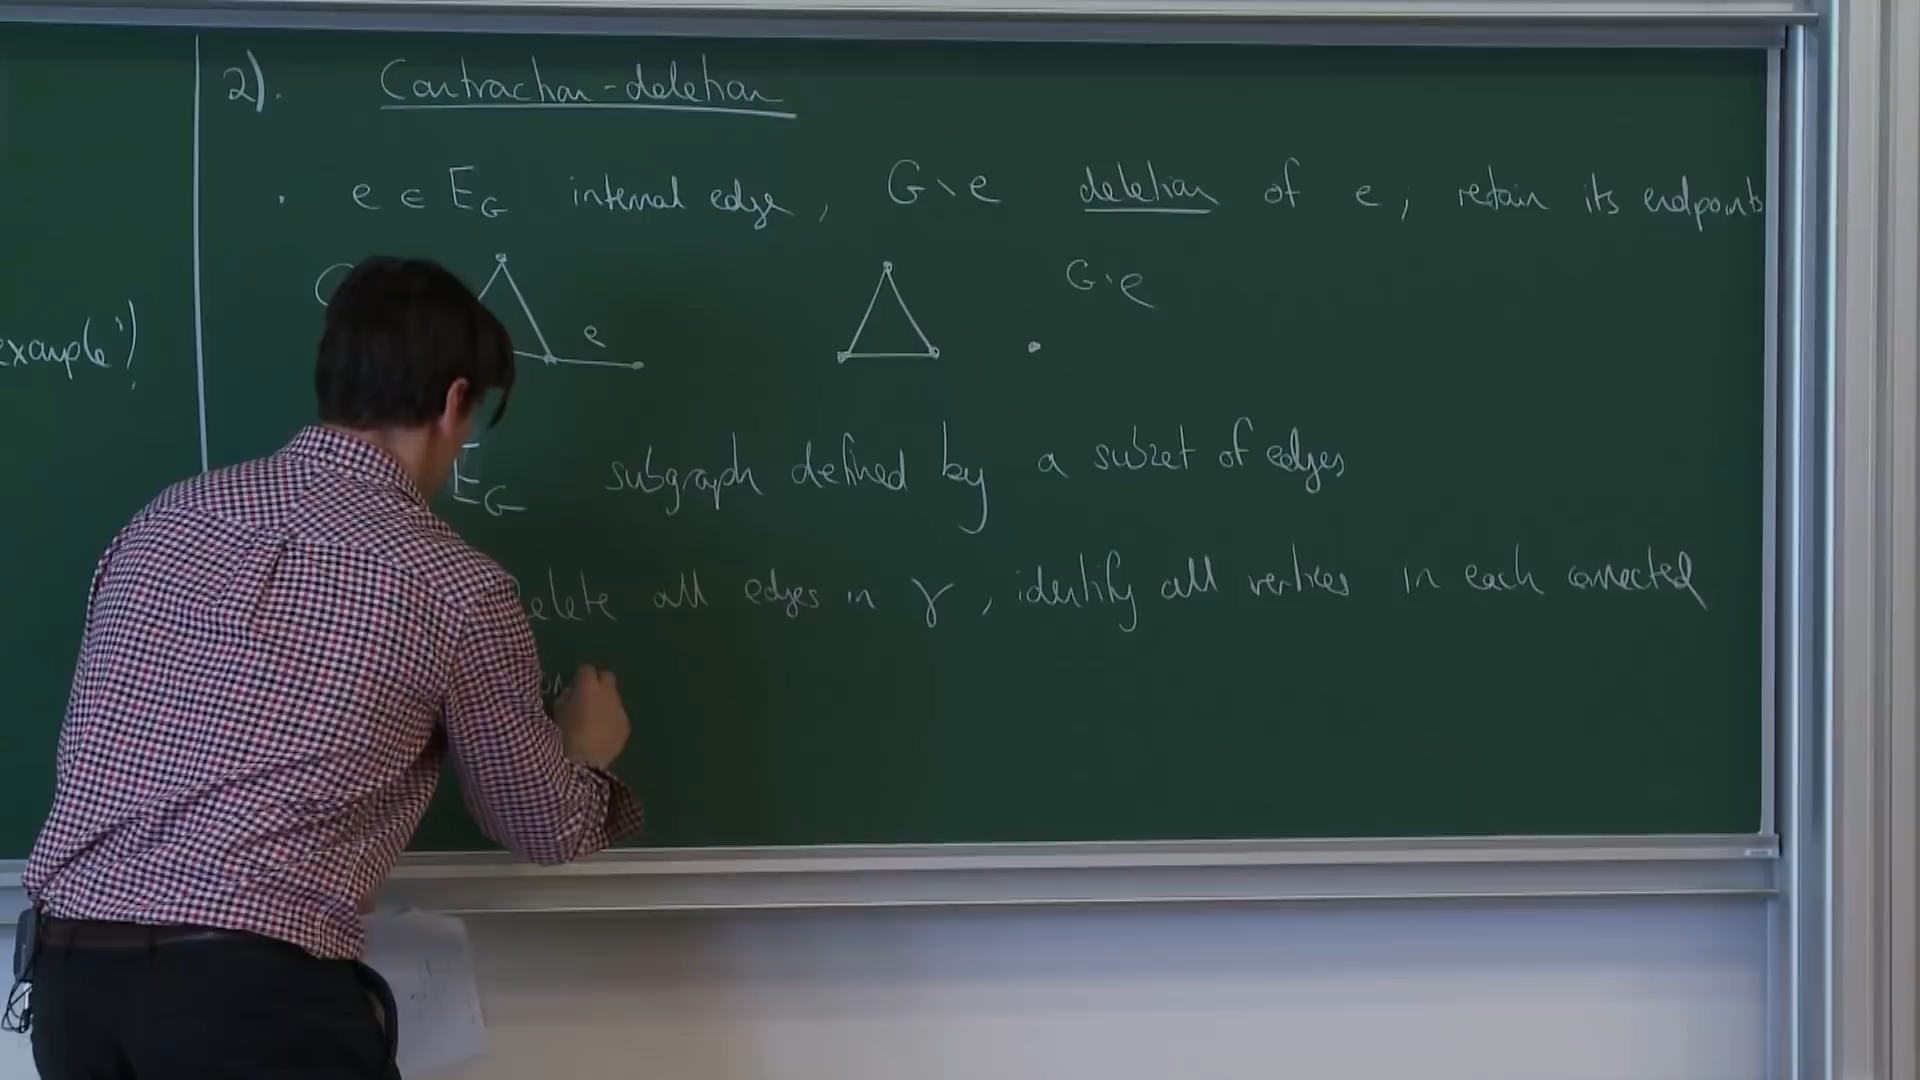 2). Contraction-deletion
. e ∈ E_G internal edge, G∖e deletion of e; retain its endpoints
G∖e
e
example')
E_G subgraph defined by a subset of edges
delete all edges in γ, identify all vertices in each connected